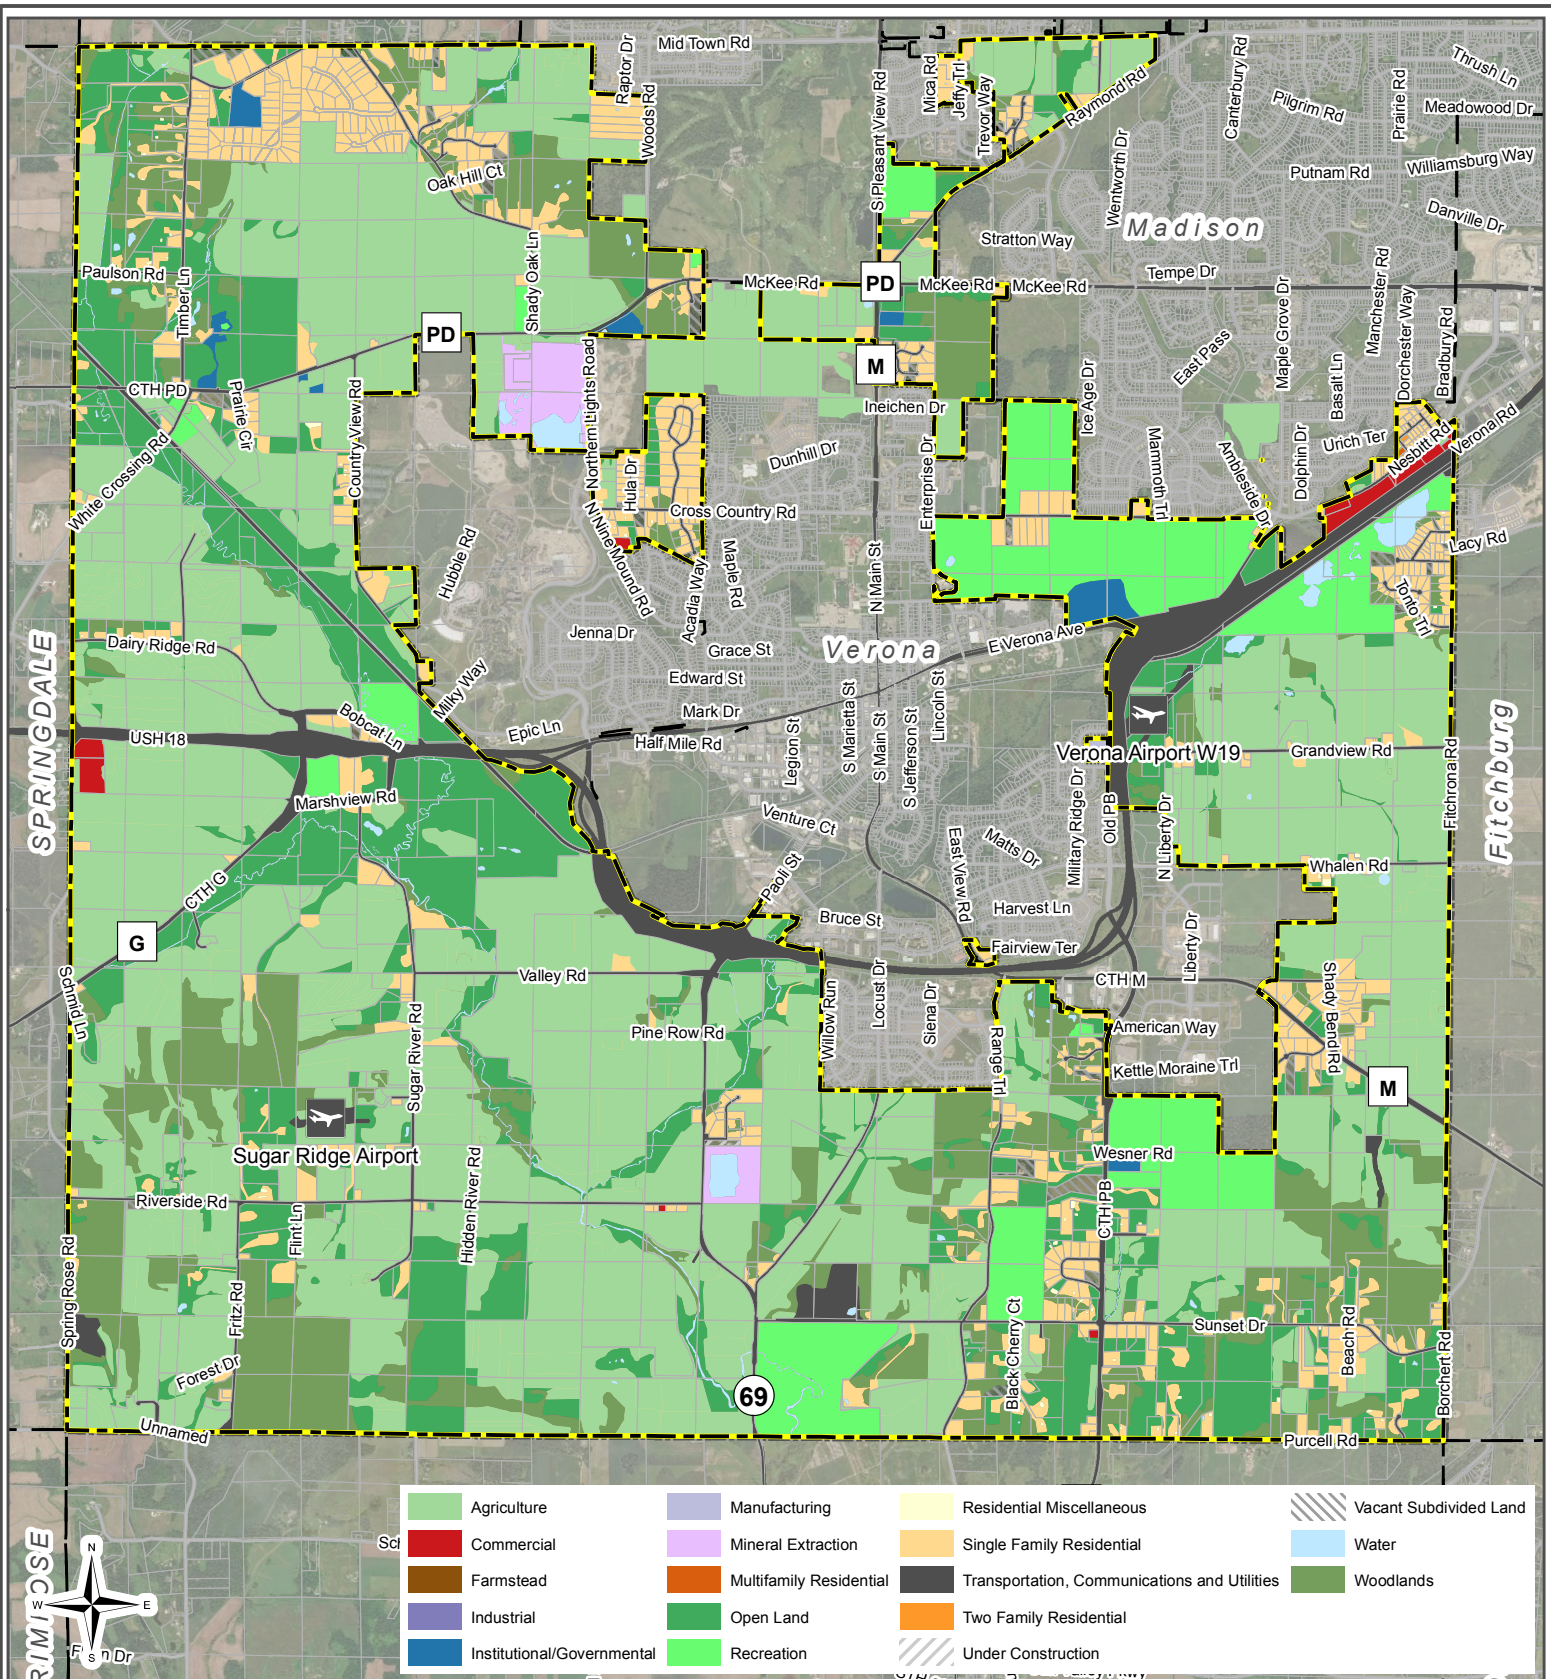 Mid Town Rd
Raptor Dr
Woods Rd
S Pleasant View Rd
Mica Rd
Jeffy Trl
Trevor Way
Raymond Rd
Canterbury Rd
Pilgrim Rd
Prairie Rd
Thrush Ln
Meadowood Dr
Williamsburg Way
Putnam Rd
Danville Dr
Wentworth Dr
Oak Hill Ct
Madison
Stratton Way
Tempe Dr
Paulson Rd
Timber Ln
Shady Oak Ln
McKee Rd
PD
McKee Rd
McKee Rd
Maple Grove Dr
Manchester Rd
Dorchester Way
Bradbury Rd
PD
M
East Pass
Basalt Ln
CTH PD
Prairie Cir
Country View Rd
Northern Lights Road
Ineichen Dr
Ice Age Dr
White Crossing Rd
Hula Dr
Dunhill Dr
Enterprise Dr
Mammoth Trl
Ambleside Dr
Dolphin Dr
Urich Ter
Nesbitt Rd
Verona Rd
N Nine Mound Rd
Cross Country Rd
Hubble Rd
Acadia Way
Maple Rd
N Main St
Lacy Rd
Tonto Trl
SPRINGDALE
Dairy Ridge Rd
Jenna Dr
Grace St
Verona
E Verona Ave
Edward St
Milky Way
Mark Dr
Bobcat Ln
Epic Ln
Half Mile Rd
USH 18
Legion St
S Marietta St
S Main St
S Jefferson St
Lincoln St
Verona Airport W19
Grandview Rd
Fitchrona Rd
Fitchburg
Marshview Rd
Venture Ct
East View Rd
Matts Dr
Military Ridge Dr
Old PB
N Liberty Dr
Whalen Rd
CTH G
Paoli St
Bruce St
Harvest Ln
G
Fairview Ter
Liberty Dr
Schmid Ln
Valley Rd
CTH M
Willow Run
Locust Dr
Siena Dr
Shady Bend Rd
Sugar River Rd
Pine Row Rd
Range Trl
American Way
Kettle Moraine Trl
M
Sugar Ridge Airport
Hidden River Rd
Wesner Rd
Riverside Rd
Flint Ln
CTH PB
Spring Rose Rd
Fritz Rd
Black Cherry Ct
Sunset Dr
Beach Rd
Borchert Rd
Forest Dr
69
Unnamed
Purcell Rd
Agriculture
Commercial
Farmstead
Industrial
Institutional/Governmental
Manufacturing
Mineral Extraction
Multifamily Residential
Open Land
Recreation
Residential Miscellaneous
Single Family Residential
Transportation, Communications and Utilities
Two Family Residential
Under Construction
Vacant Subdivided Land
Water
Woodlands
N
W
E
S